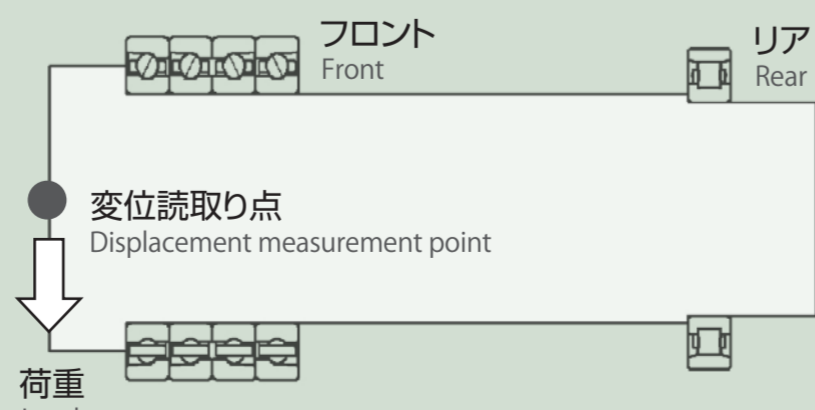 フロント
Front
リア
Rear
変位読取り点
Displacement measurement point
荷重